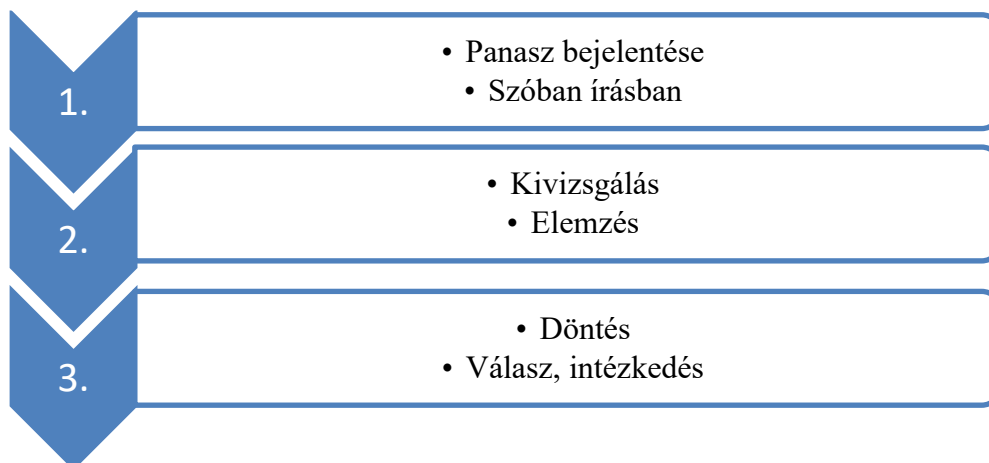 1.
• Panasz bejelentése
• Szóban írásban
2.
• Kivizsgálás
• Elemzés
3.
• Döntés
• Válasz, intézkedés